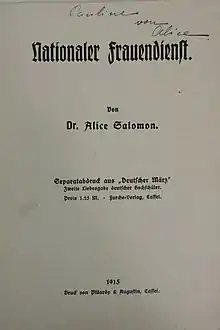 Pauline
von
Alice
Nationaler Frauendienst.
Von
Dr. Alice Salomon.
Separatabdruck aus „Deutscher März“
Zweite Liebesgabe deutscher Hochschüler.
Preis 1.25 M. · Furche-Verlag, Cassel.
1915
Druck von Pillardy & Augustin, Cassel.